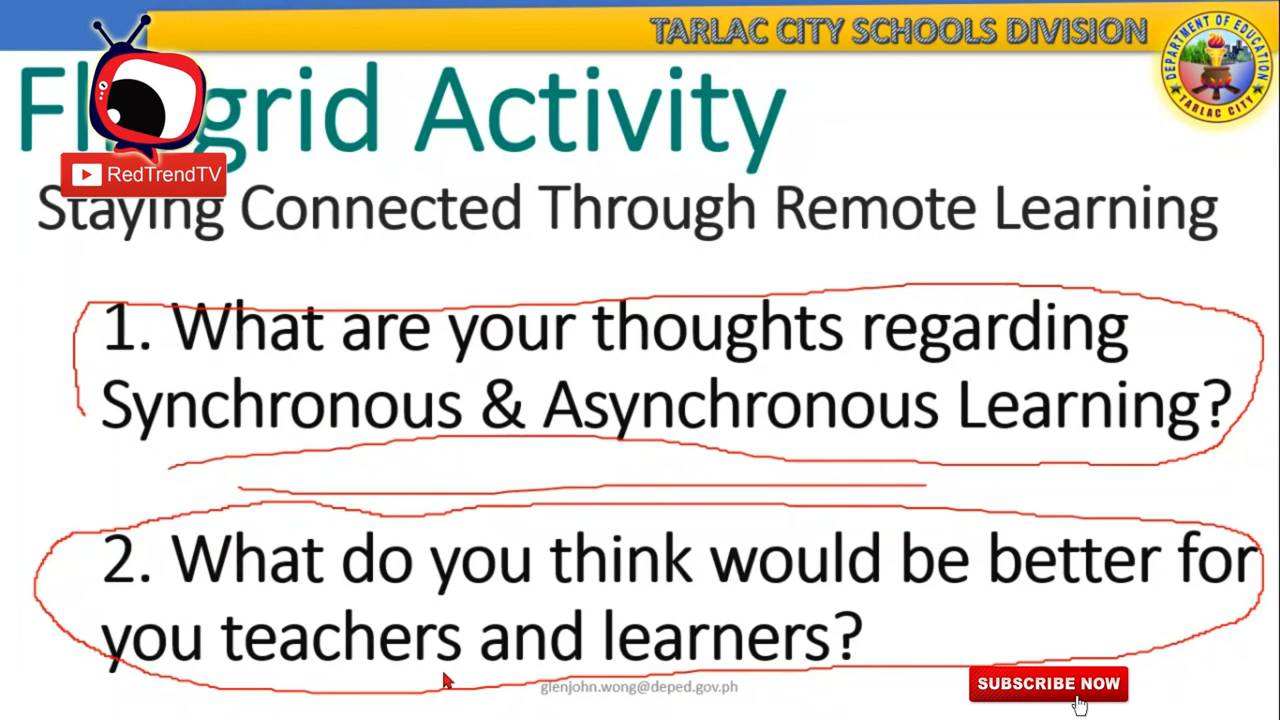 TARLAC CITY SCHOOLS DIVISION
DEPARTMENT OF EDUCATION
TARLAC CITY
grid Activity
RedTrendTV
Staying Connected Through Remote Learning
1. What are your thoughts regarding
Synchronous & Asynchronous Learning?
2. What do you think would be better for
you teachers and learners?
glenjohn.wong@deped.gov.ph
SUBSCRIBE NOW